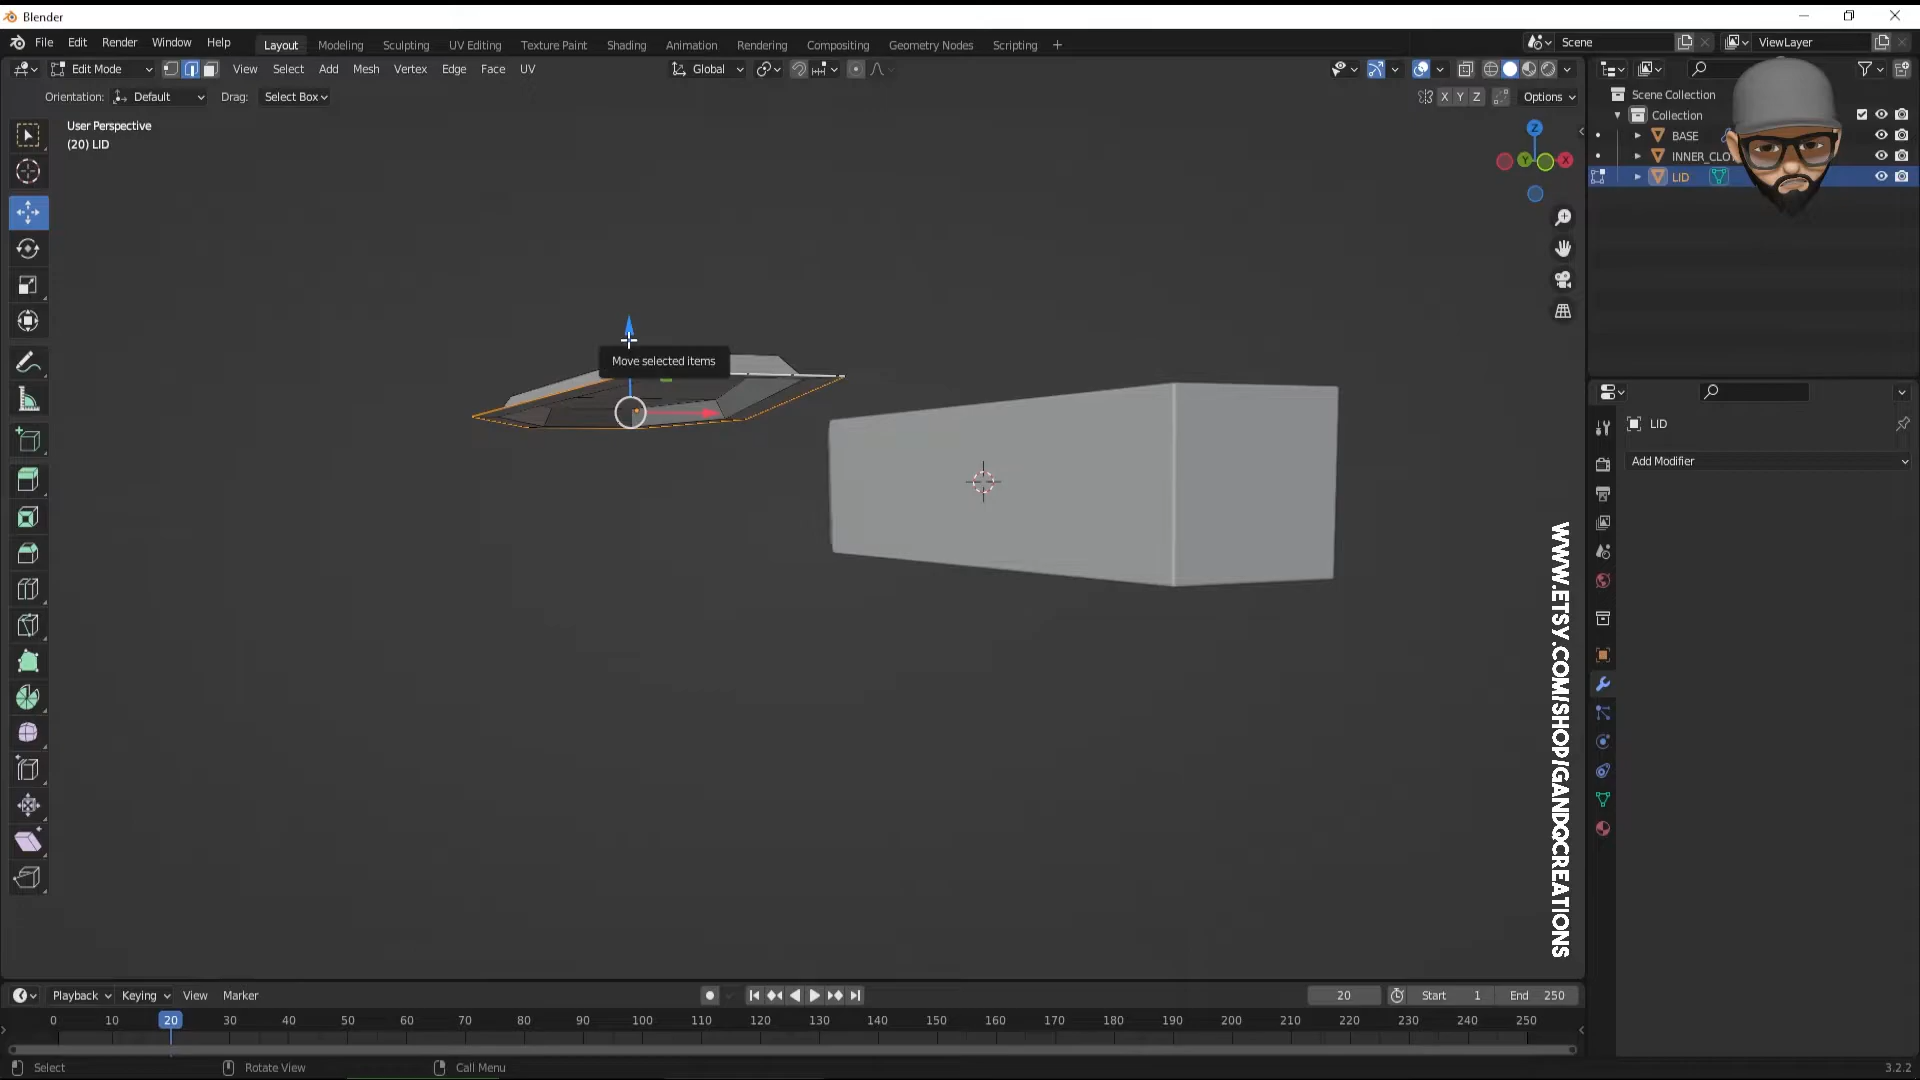 Blender
File Edit Render Window Help
Layout Modeling Sculpting UV Editing Texture Paint Shading Animation Rendering Compositing Geometry Nodes Scripting +
Scene
ViewLayer
Edit Mode View Select Add Mesh Vertex Edge Face UV
Global
Orientation: Default Drag: Select Box
X Y Z Options
User Perspective
(20) LID
Z
Y
X
Scene Collection
Collection
BASE
INNER_CLO
LID
Move selected items
LID
Add Modifier
WWW.ETSY.COM/SHOP/GANDQCREATIONS
Playback Keying View Marker
20 Start 1 End 250
0 10 20 30 40 50 60 70 80 90 100 110 120 130 140 150 160 170 180 190 200 210 220 230 240 250
Select Rotate View Call Menu
3.2.2